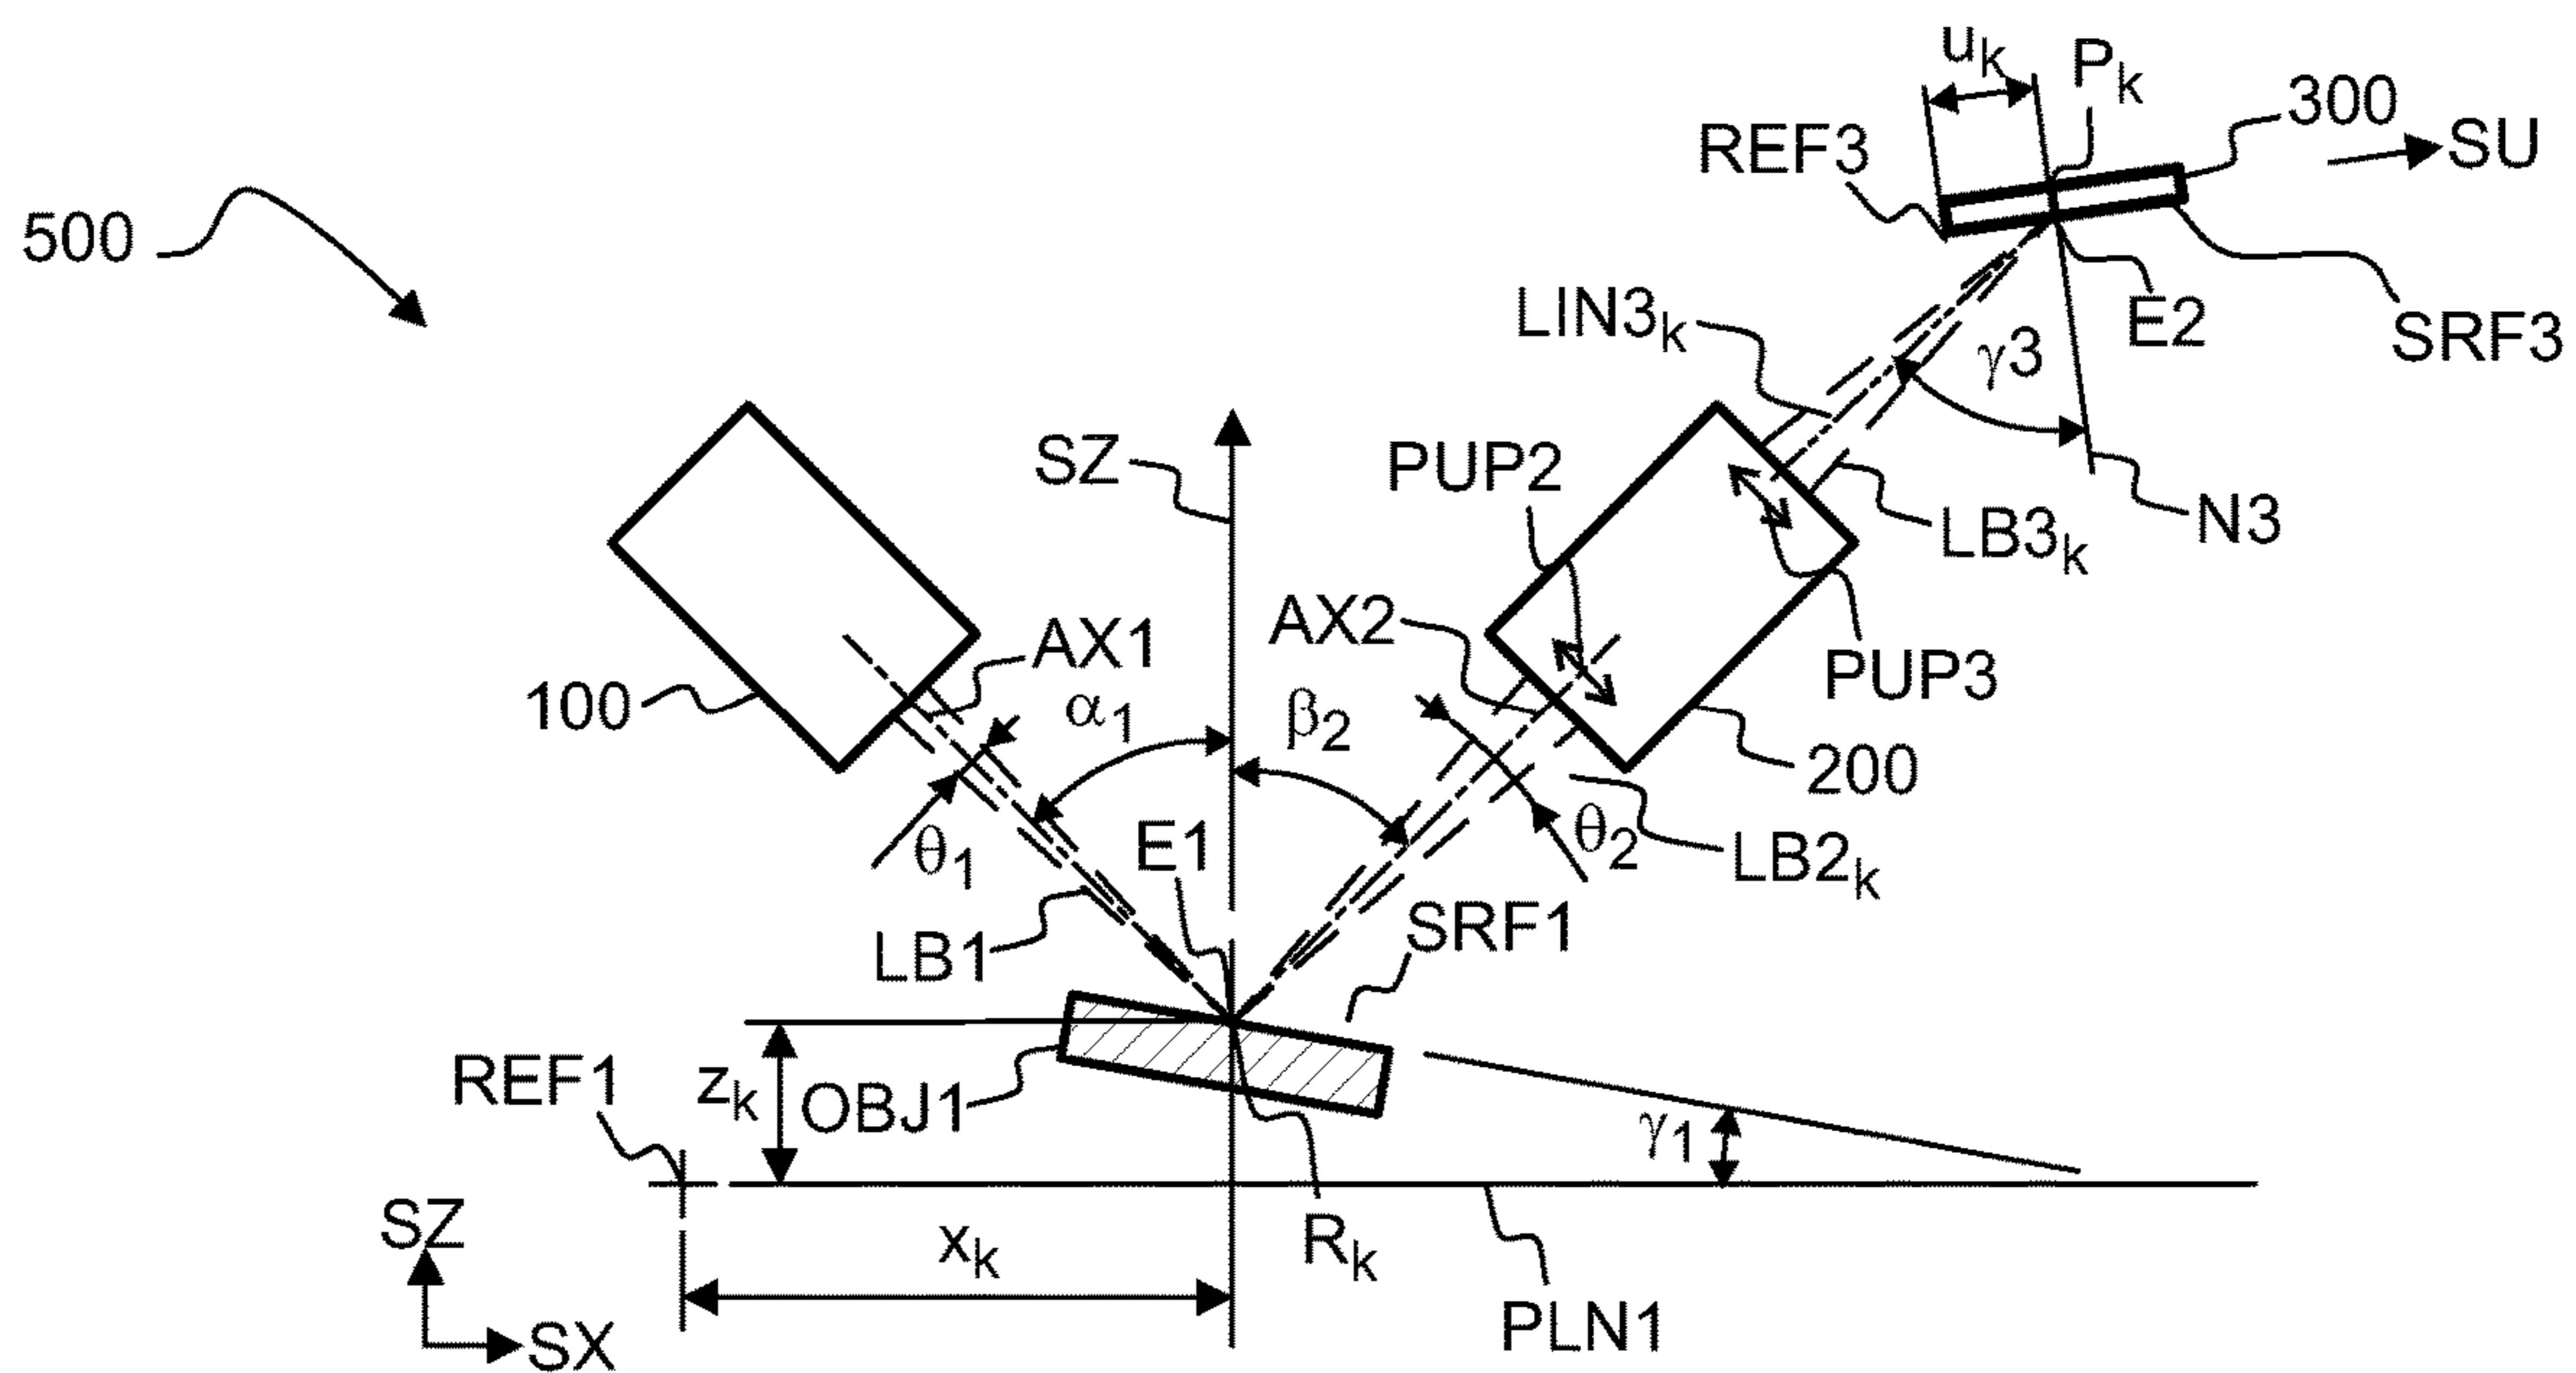 uk
Pk
300
REF3
SU
500
LIN3k
γ3
E2
SRF3
SZ
PUP2
LB3k
N3
AX1
AX2
100
α1
β2
PUP3
200
θ1
E1
θ2
LB2k
LB1
SRF1
REF1
zk
OBJ1
γ1
SZ
xk
Rk
SX
PLN1